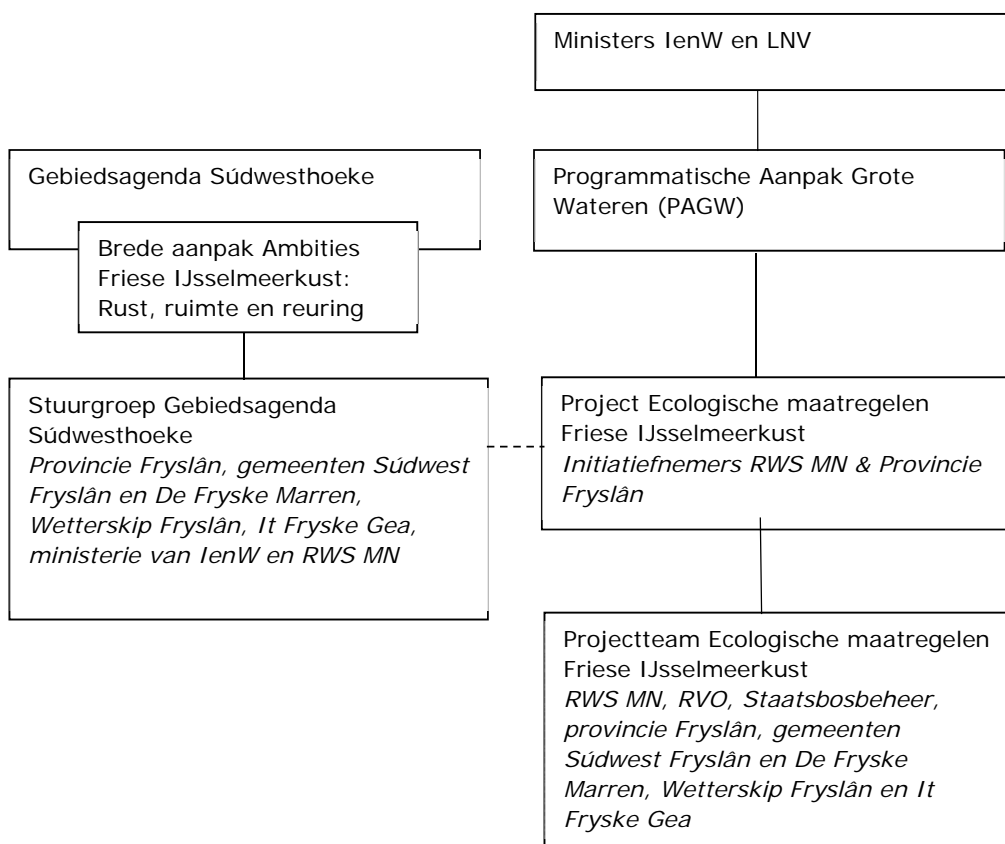 Ministers IenW en LNV
Gebiedsagenda Súdwesthoeke
Brede aanpak Ambities
Friese IJsselmeerkust:
Rust, ruimte en reuring
Programmatische Aanpak Grote
Wateren (PAGW)
Stuurgroep Gebiedsagenda
Súdwesthoeke
Provincie Fryslân, gemeenten Súdwest
Fryslân en De Fryske Marren,
Wetterskip Fryslân, It Fryske Gea,
ministerie van IenW en RWS MN
Project Ecologische maatregelen
Friese IJsselmeerkust
Initiatiefnemers RWS MN & Provincie
Fryslân
Projectteam Ecologische maatregelen
Friese IJsselmeerkust
RWS MN, RVO, Staatsbosbeheer,
provincie Fryslân, gemeenten
Súdwest Fryslân en De Fryske
Marren, Wetterskip Fryslân en It
Fryske Gea